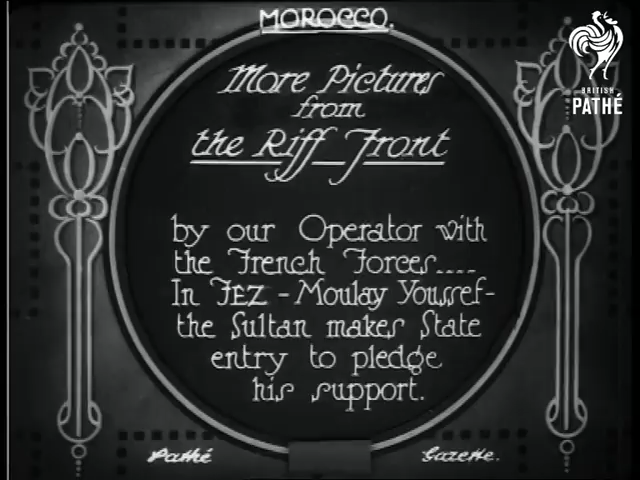 MOROCCO.
More Pictures
from
the Riff Front
by our Operator with
the French Forces....
In FEZ - Moulay Youssef -
the Sultan makes State
entry to pledge
his support.
Pathé Gazette.
BRITISH
PATHÉ